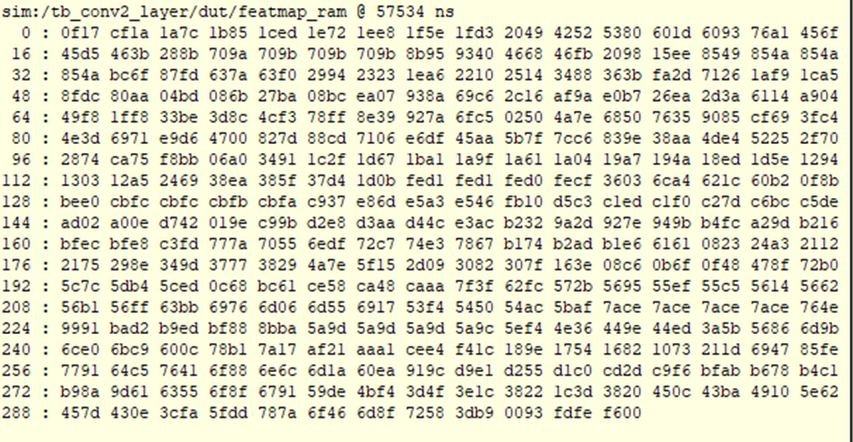 sim:/tb_conv2_layer/dut/featmap_ram @ 57534 ns
0 : 0f17 cf1a 1a7c 1b85 1ced 1e72 1ee8 1f5e 1fd3 2049 4252 5380 601d 6093 76a1 456f
16 : 45d5 463b 288b 709a 709b 709b 709b 8b95 9340 4668 46fb 2098 15ee 8549 854a 854a
32 : 854a bc6f 87fd 637a 63f0 2994 2323 1ea6 2210 2514 3488 363b fa2d 7126 1af9 1ca5
48 : 8fdc 80aa 04bd 086b 27ba 08bc ea07 938a 69c6 2c16 af9a e0b7 26ea 2d3a 6114 a904
64 : 49f8 1ff8 33be 3d8c 4cf3 78ff 8e39 927a 6fc5 0250 4a7e 6850 7635 9085 cf69 3fc4
80 : 4e3d 6971 e9d6 4700 827d 88cd 7106 e6df 45aa 5b7f 7cc6 839e 38aa 4de4 5225 2f70
96 : 2874 ca75 f8bb 06a0 3491 1c2f 1d67 1ba1 1a9f 1a61 1a04 19a7 194a 18ed 1d5e 1294
112 : 1303 12a5 2469 38ea 385f 37d4 1d0b fed1 fed1 fed0 fecf 3603 6ca4 621c 60b2 0f8b
128 : bee0 cbfc cbfc cbfb cbfa c937 e86d e5a3 e546 fb10 d5c3 c1ed c1f0 c27d c6bc c5de
144 : ad02 a00e d742 019e c99b d2e8 d3aa d44c e3ac b232 9a2d 927e 949b b4fc a29d b216
160 : bfec bfe8 c3fd 777a 7055 6edf 72c7 74e3 7867 b174 b2ad b1e6 6161 0823 24a3 2112
176 : 2175 298e 349d 3777 3829 4a7e 5f15 2d09 3082 307f 163e 08c6 0b6f 0f48 478f 72b0
192 : 5c7c 5db4 5ced 0c68 bc61 ce58 ca48 caaa 7f3f 62fc 572b 5695 55ef 55c5 5614 5662
208 : 56b1 56ff 63bb 6976 6d06 6d55 6917 53f4 5450 54ac 5baf 7ace 7ace 7ace 7ace 764e
224 : 9991 bad2 b9ed bf88 8bba 5a9d 5a9d 5a9d 5a9c 5ef4 4e36 449e 44ed 3a5b 5686 6d9b
240 : 6ce0 6bc9 600c 78b1 7a17 af21 aaa1 cee4 f41c 189e 1754 1682 1073 211d 6947 85fe
256 : 7791 64c5 7641 6f88 6e6c 6d1a 60ea 919c d9e1 d255 d1c0 cd2d c9f6 bfab b678 b4c1
272 : b98a 9d61 6355 6f8f 6791 59de 4bf4 3d4f 3e1c 3822 1c3d 3820 450c 43ba 4910 5e62
288 : 457d 430e 3cfa 5fdd 787a 6f46 6d8f 7258 3db9 0093 fdfe f600